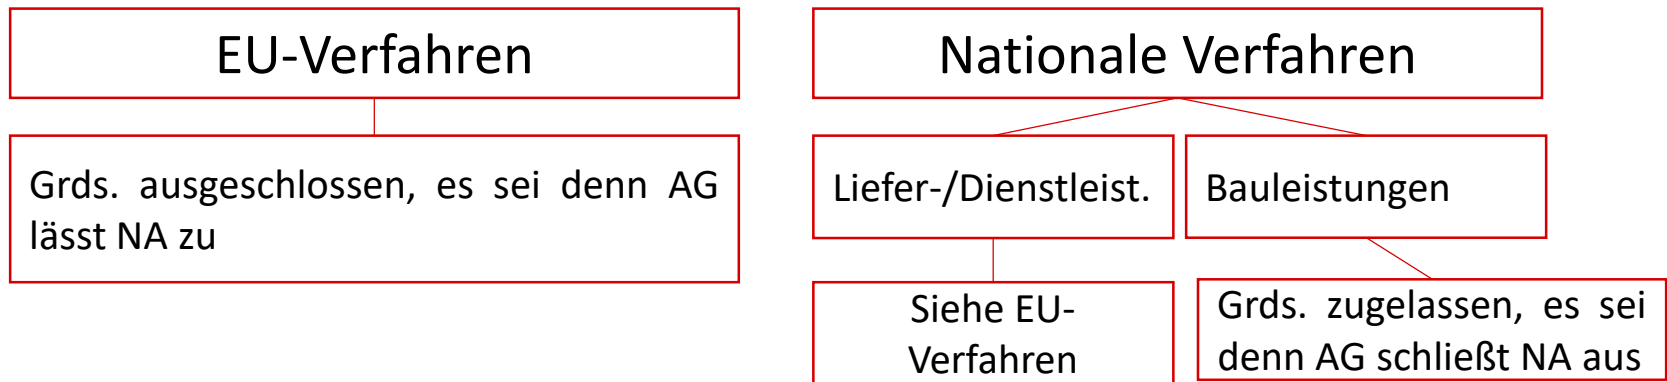 EU-Verfahren
Grds. ausgeschlossen, es sei denn AG
lässt NA zu
Nationale Verfahren
Liefer-/Dienstleist.
Bauleistungen
Siehe EU-
Verfahren
Grds. zugelassen, es sei
denn AG schließt NA aus